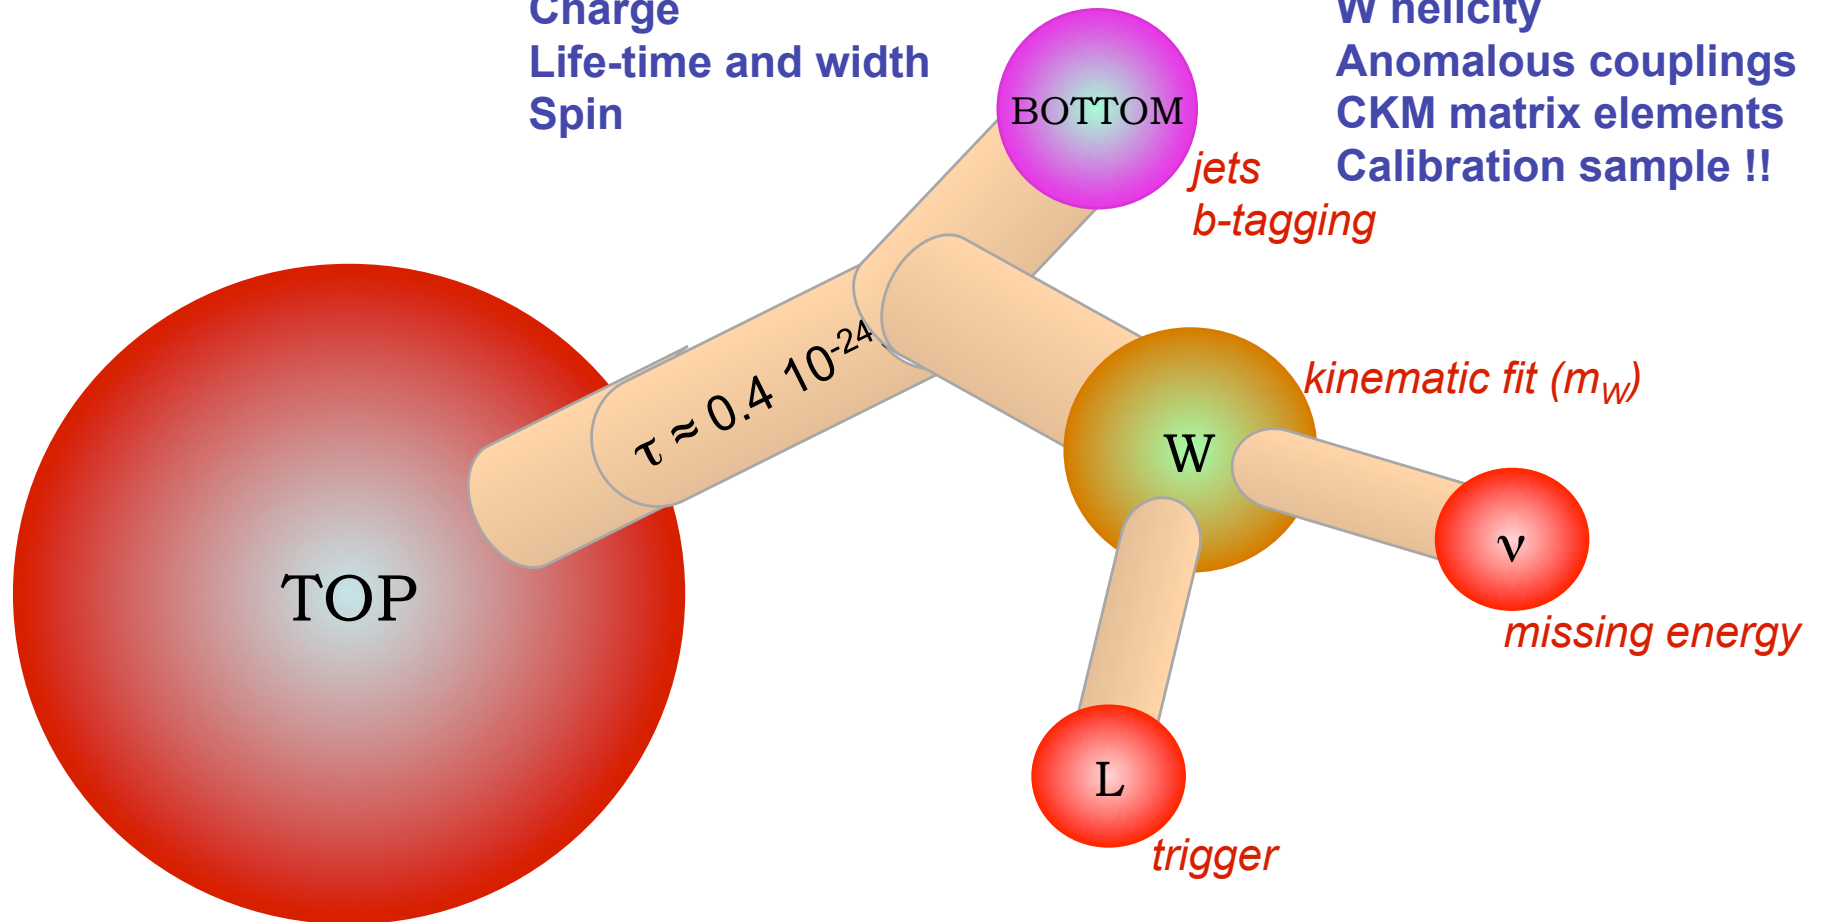 Charge
Life-time and width
Spin
W helicity
Anomalous couplings
CKM matrix elements
Calibration sample !!
BOTTOM
jets
b-tagging
τ ≈ 0.4 10⁻²⁴
kinematic fit (m_W)
W
ν
missing energy
TOP
L
trigger